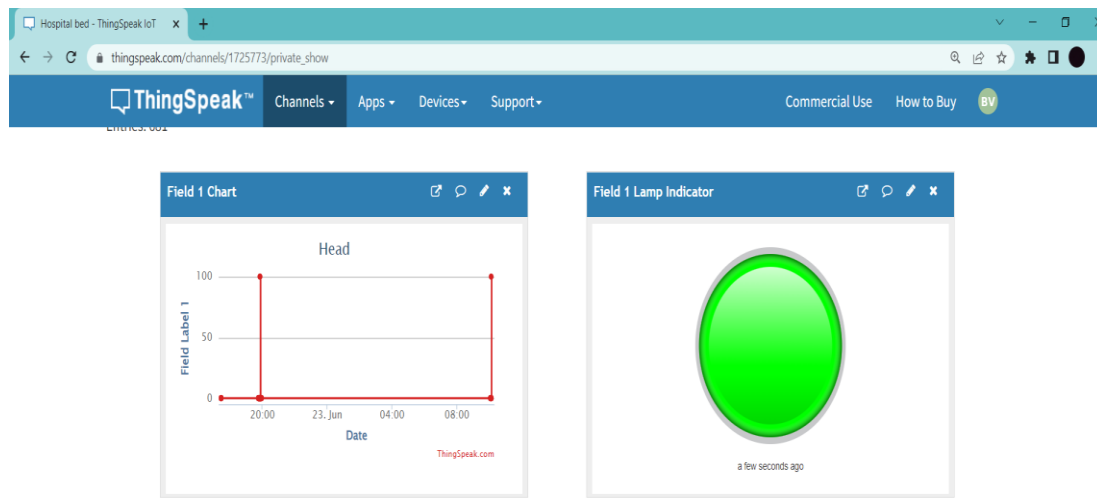 Hospital bed - ThingSpeak IoT
thingspeak.com/channels/1725773/private_show
ThingSpeak™ Channels Apps Devices Support Commercial Use How to Buy BV
Entries: 681
Field 1 Chart
Head
100
50
0
Field Label 1
20:00 23. Jun 04:00 08:00
Date
ThingSpeak.com
Field 1 Lamp Indicator
a few seconds ago